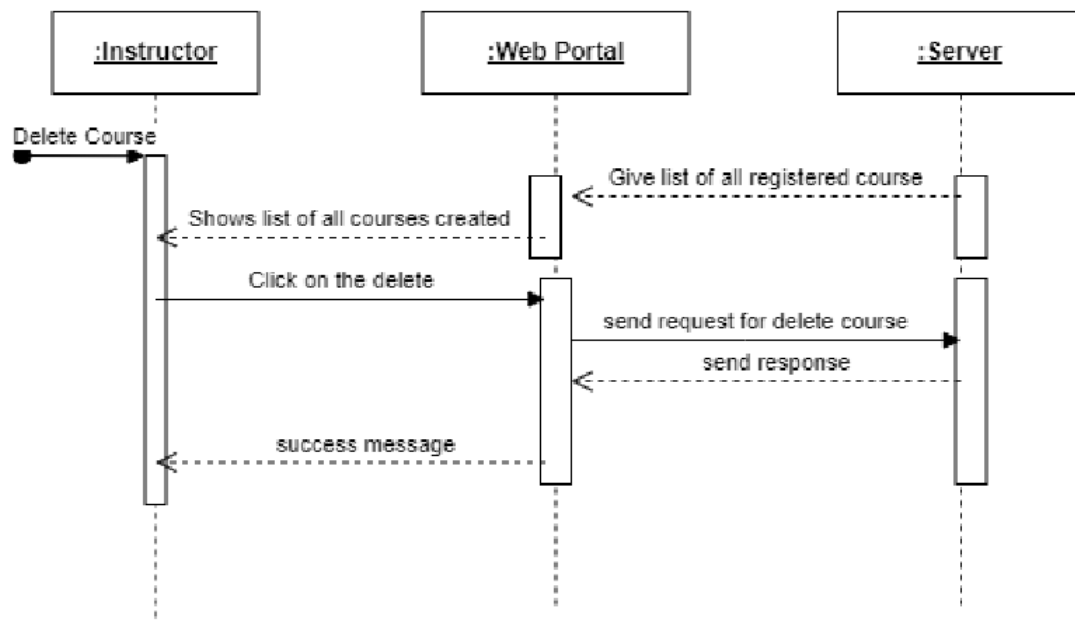 :Instructor
:Web Portal
:Server
Delete Course
Give list of all registered course
Shows list of all courses created
Click on the delete
send request for delete course
send response
success message